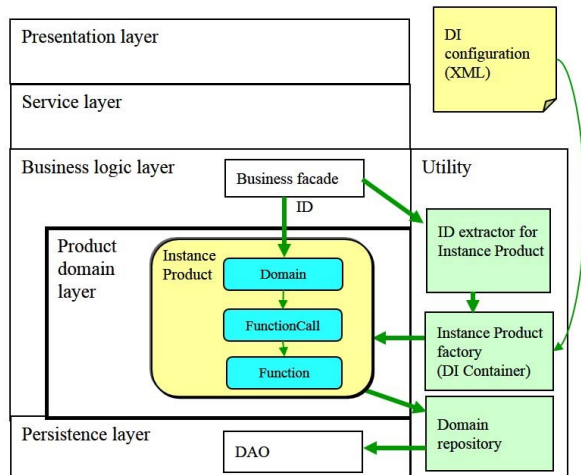 Presentation layer
DI
configuration
(XML)
Service layer
Business logic layer
Business facade
Utility
ID
Product
domain
layer
Instance
Product
Domain
FunctionCall
Function
ID extractor for
Instance Product
Instance Product
factory
(DI Container)
Domain
repository
Persistence layer
DAO